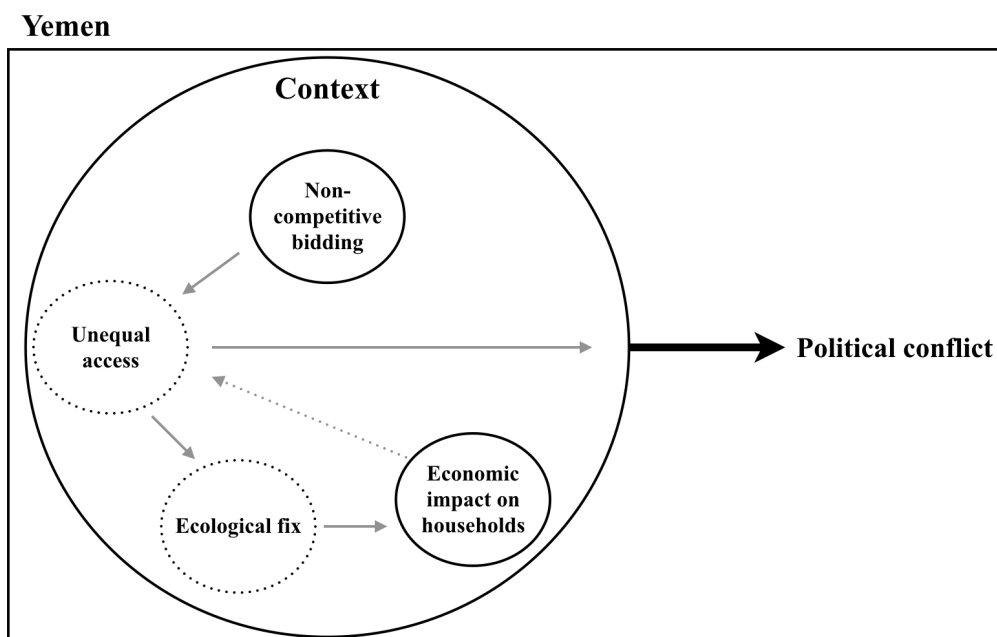 Yemen
Context
Non-
competitive
bidding
Unequal
access
Political conflict
Economic
impact on
households
Ecological fix